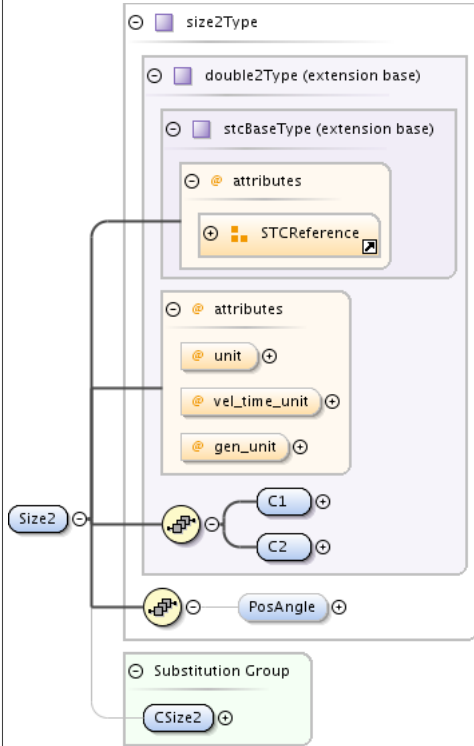 size2Type
double2Type (extension base)
stcBaseType (extension base)
@ attributes
STCReference
@ attributes
@ unit
@ vel_time_unit
@ gen_unit
C1
Size2
C2
PosAngle
Substitution Group
CSize2